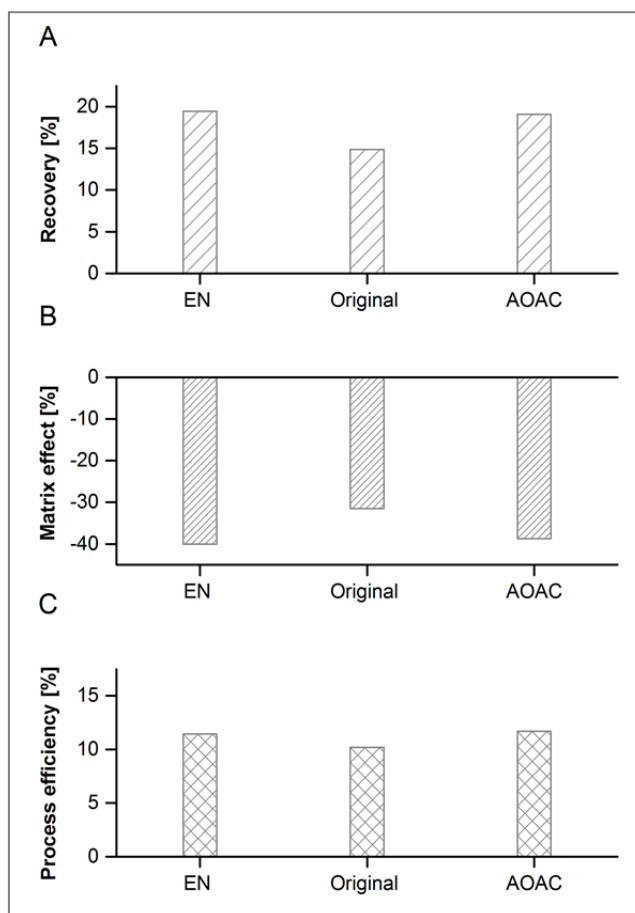 A
Recovery [%]
20
15
10
5
0
EN Original AOAC
B
Matrix effect [%]
0
-10
-20
-30
-40
EN Original AOAC
C
Process efficiency [%]
15
10
5
0
EN Original AOAC